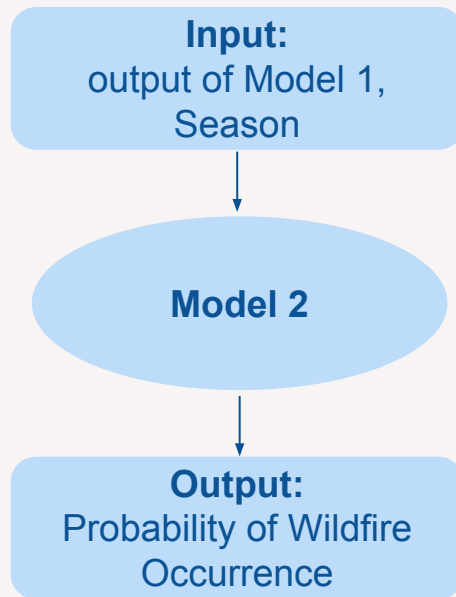 Input:
output of Model 1,
Season
Model 2
Output:
Probability of Wildfire
Occurrence